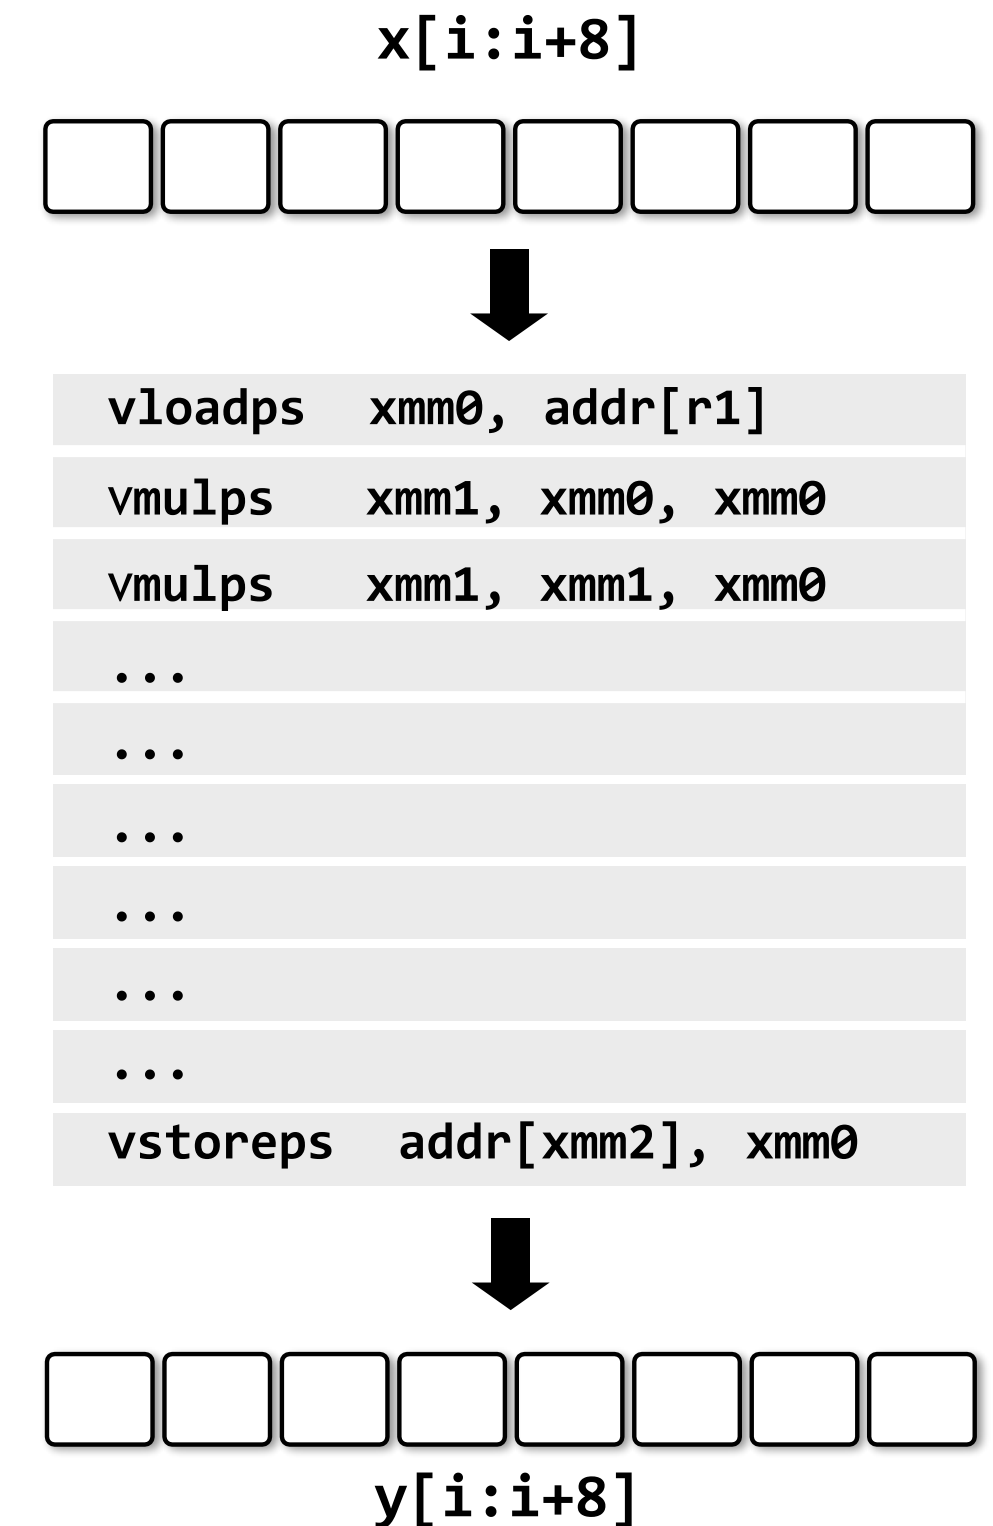 x[i:i+8]
vloadps xmm0, addr[r1]
vmulps xmm1, xmm0, xmm0
vmulps xmm1, xmm1, xmm0
...
...
...
...
...
...
vstoreps addr[xmm2], xmm0
y[i:i+8]